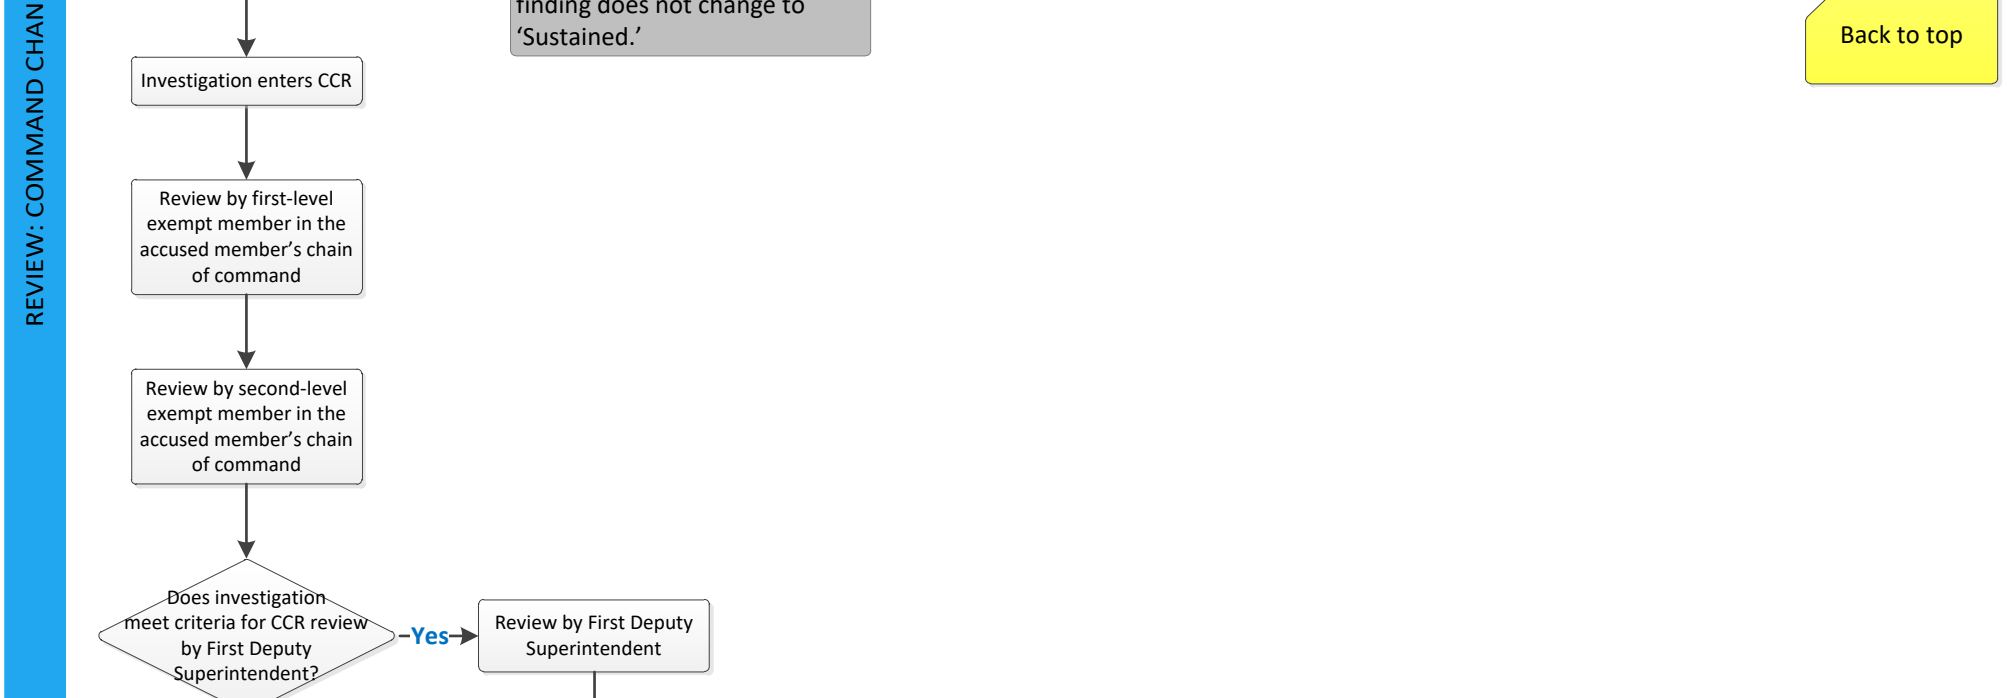 REVIEW: COMMAND CHAN
finding does not change to
‘Sustained.’
Back to top
Investigation enters CCR
Review by first-level
exempt member in the
accused member’s chain
of command
Review by second-level
exempt member in the
accused member’s chain
of command
Does investigation
meet criteria for CCR review
by First Deputy
Superintendent?
Yes
Review by First Deputy
Superintendent